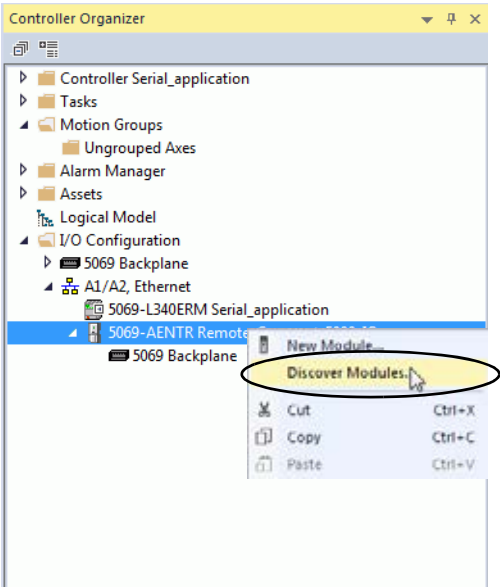 Controller Organizer
Controller Serial_application
Tasks
Motion Groups
Ungrouped Axes
Alarm Manager
Assets
Logical Model
I/O Configuration
5069 Backplane
A1/A2, Ethernet
5069-L340ERM Serial_application
5069-AENTR Remote
5069 Backplane
New Module...
Discover Modules...
Cut Ctrl+X
Copy Ctrl+C
Paste Ctrl+V